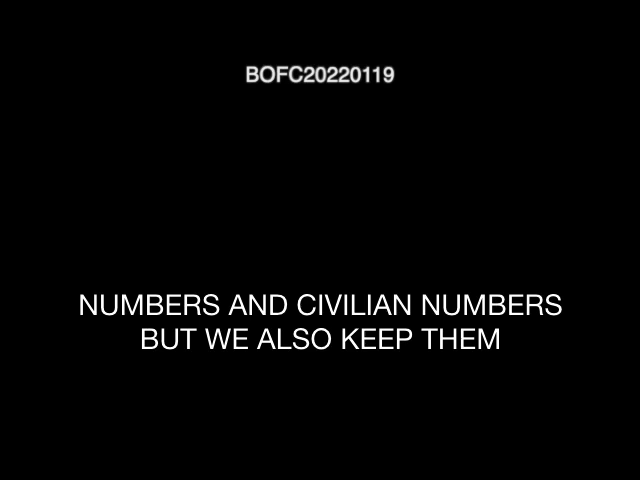 BOFC20220119
NUMBERS AND CIVILIAN NUMBERS
BUT WE ALSO KEEP THEM